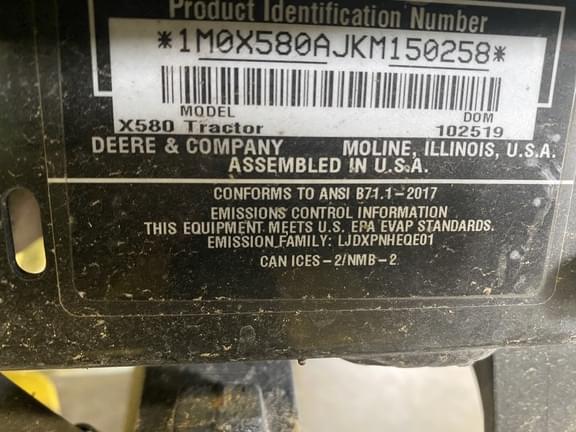 Product Identification Number
*1M0X580AJKM150258*
MODEL DOM
X580 Tractor 102519
DEERE & COMPANY MOLINE, ILLINOIS, U.S.A.
ASSEMBLED IN U.S.A.
CONFORMS TO ANSI B71.1-2017
EMISSIONS CONTROL INFORMATION
THIS EQUIPMENT MEETS U.S. EPA EVAP STANDARDS.
EMISSION FAMILY: LJDXPNHEQE01
CAN ICES-2/NMB-2